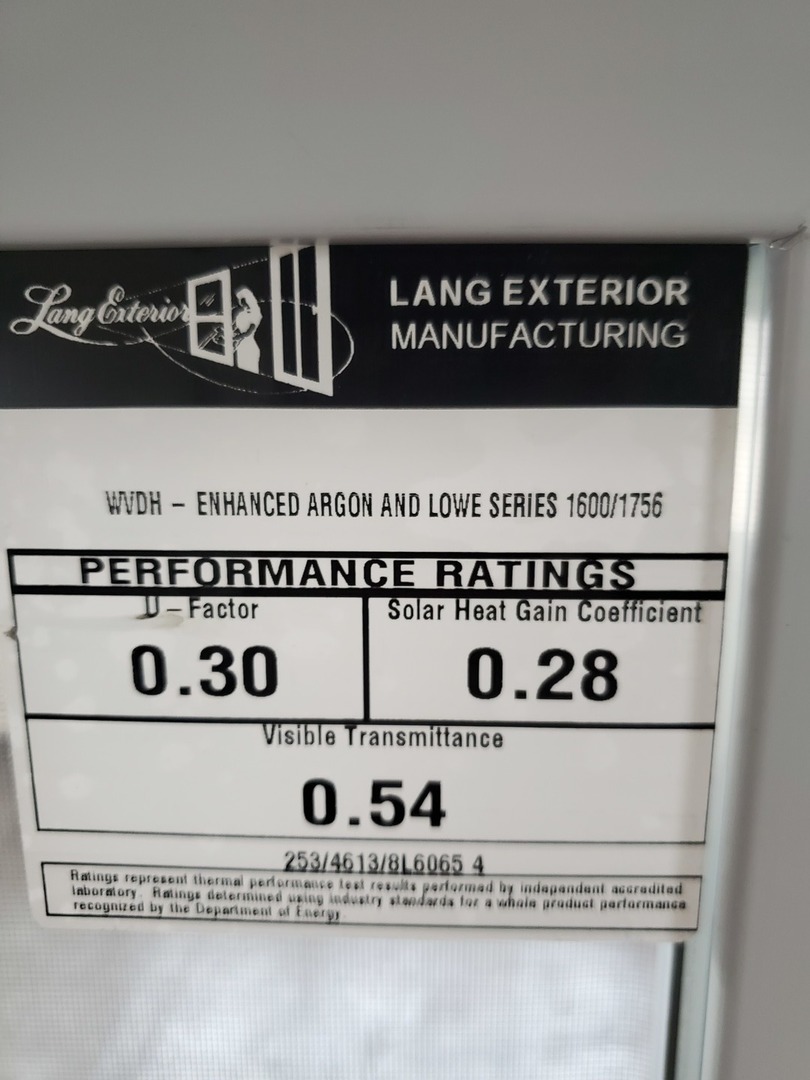 Lang Exterior
LANG EXTERIOR
MANUFACTURING
WVDH - ENHANCED ARGON AND LOWE SERIES 1600/1756
PERFORMANCE RATINGS
U-Factor
Solar Heat Gain Coefficient
0.30
0.28
Visible Transmittance
0.54
253/4613/8L6065 4
Ratings represent thermal performance test results performed by independent accredited
laboratory. Ratings determined using industry standards for a whole product performance
recognized by the Department of Energy